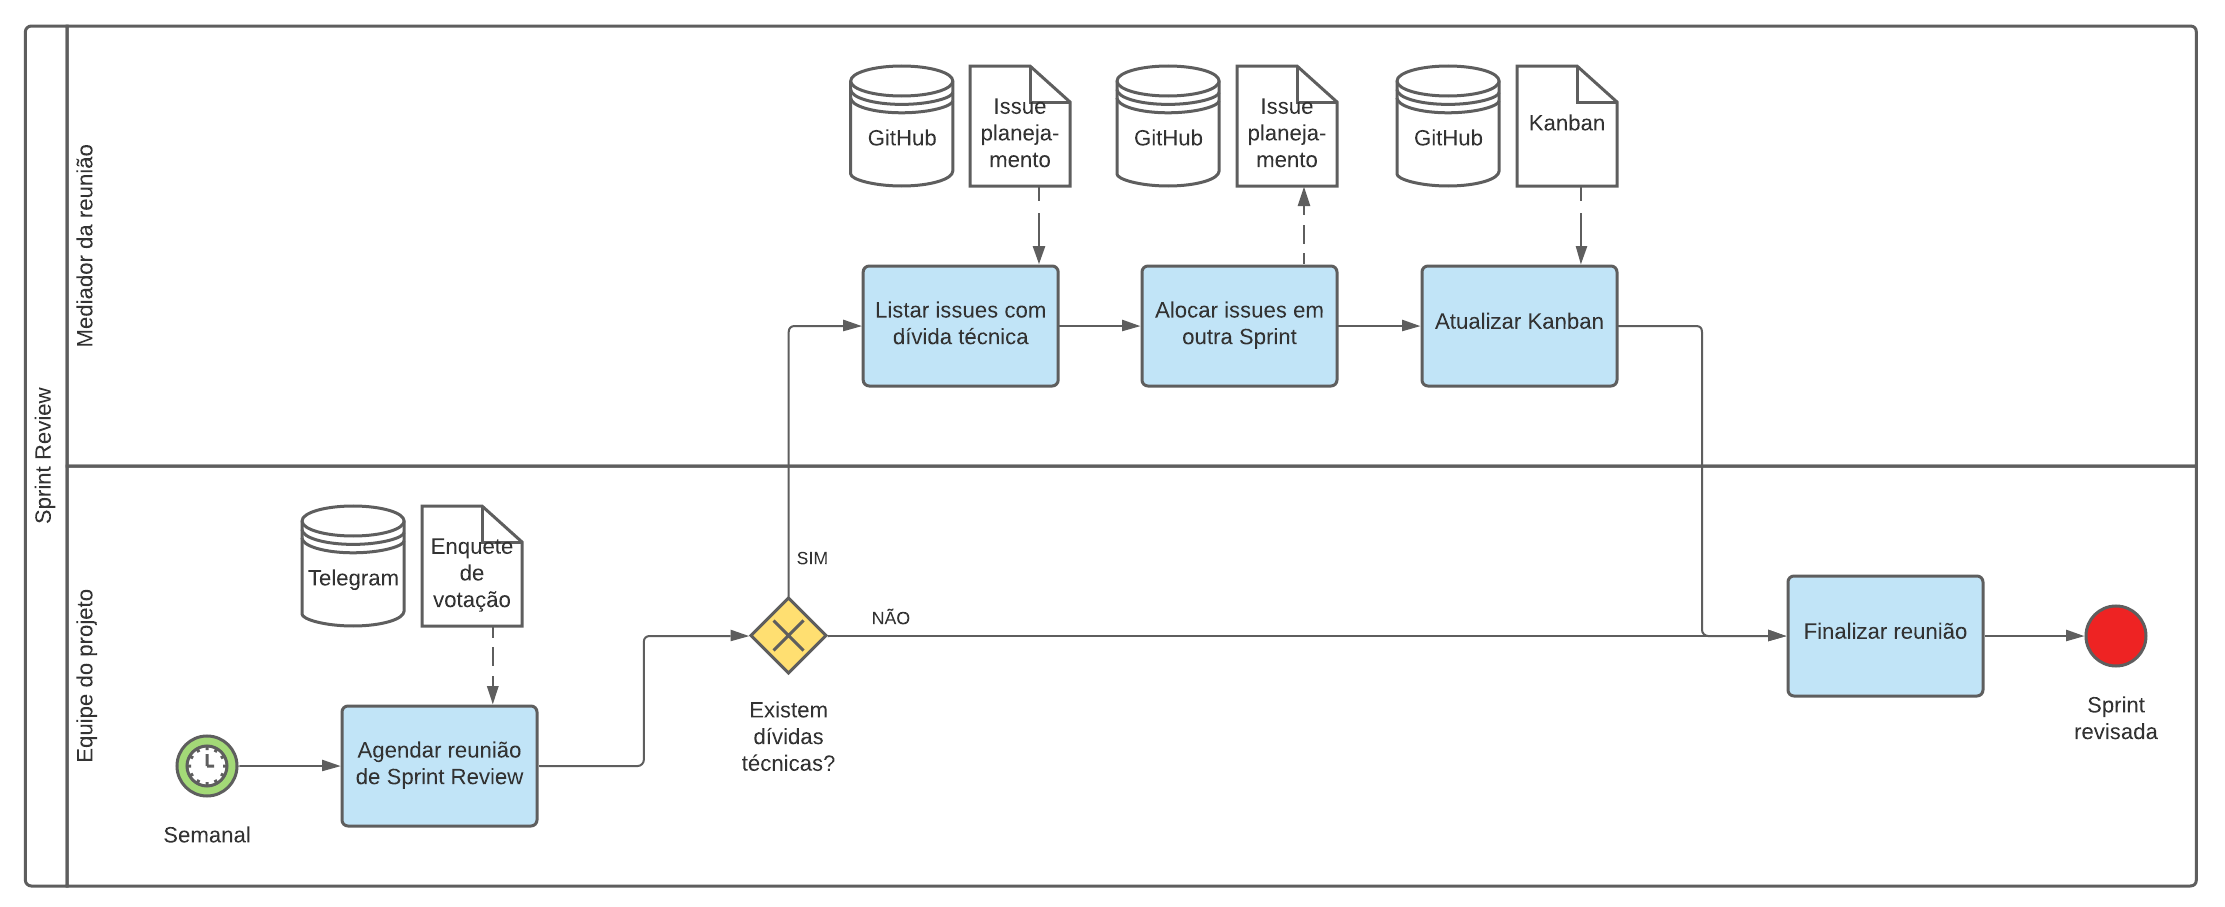 Sprint Review
Mediador da reunião
GitHub
Issue
planeja-
mento
GitHub
Issue
planeja-
mento
GitHub
Kanban
Listar issues com
dívida técnica
Alocar issues em
outra Sprint
Atualizar Kanban
Equipe do projeto
Telegram
Enquete
de
votação
Semanal
Agendar reunião
de Sprint Review
SIM
NÃO
Existem
dívidas
técnicas?
Finalizar reunião
Sprint
revisada